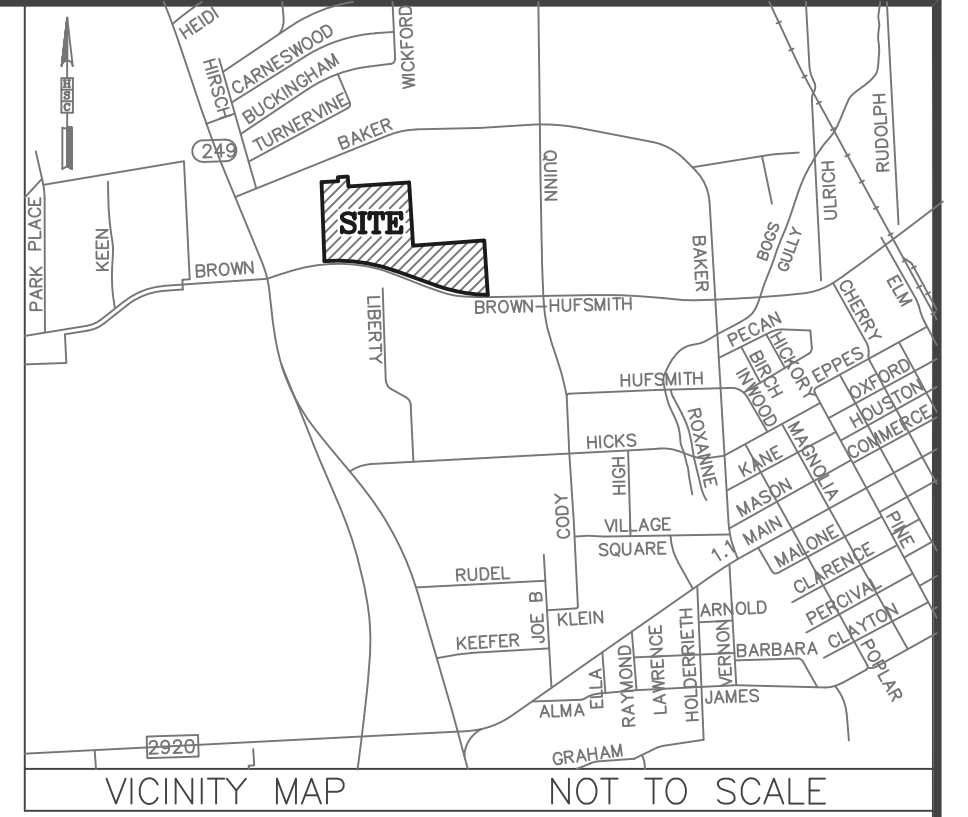 HEIDI
HIRSCH
CARNESWOOD
WICKFORD
BUCKINGHAM
TURNERVINE
BAKER
249
HSC
QUINN
ULRICH
RUDOLPH
PARK PLACE
KEEN
SITE
BROWN
BAKER
BOGS
GULLY
BROWN-HUFSMITH
LIBERTY
CHERRY
ELM
PECAN
BIRCH
HICKORY
INWOOD
EPPES
OXFORD
HOUSTON
COMMERCE
HUFSMITH
ROXANNE
MAGNOLIA
HICKS
HIGH
KANE
MASON
MAIN
MALONE
PINE
CODY
VILLAGE
SQUARE
1.1
CLARENCE
PERCIVAL
CLAYTON
POPLAR
RUDEL
JOE B
KLEIN
KEEFER
ARNOLD
VERNON
BARBARA
ELLA
RAYMOND
LAWRENCE
HOLDERRIETH
ALMA
JAMES
GRAHAM
2920
VICINITY MAP
NOT TO SCALE